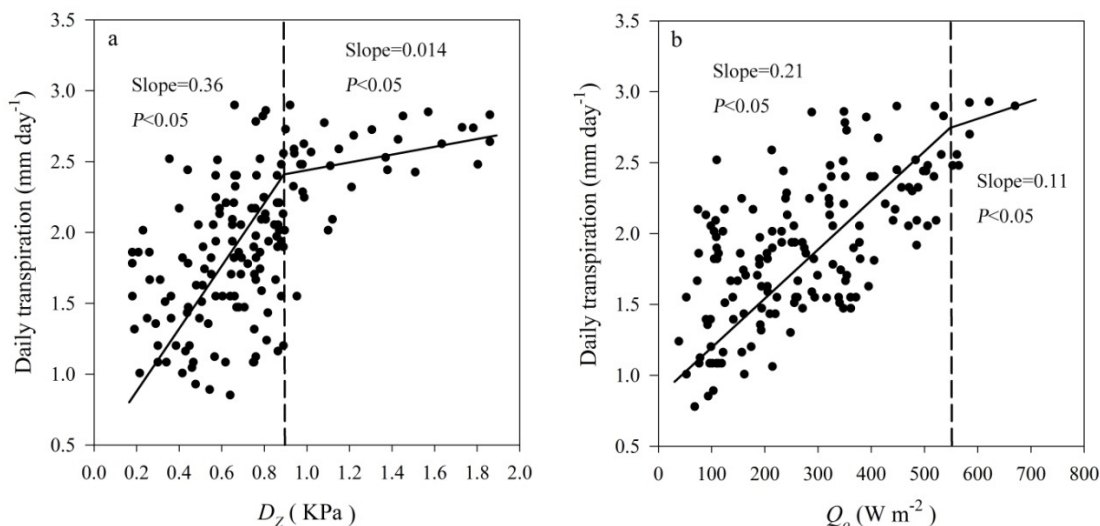 a
Slope=0.36
P<0.05
Slope=0.014
P<0.05
Daily transpiration (mm day-1)
3.5
3.0
2.5
2.0
1.5
1.0
0.5
0.0 0.2 0.4 0.6 0.8 1.0 1.2 1.4 1.6 1.8 2.0
DZ ( KPa)
b
Slope=0.21
P<0.05
Slope=0.11
P<0.05
Daily transpiration (mm day-1)
3.5
3.0
2.5
2.0
1.5
1.0
0.5
0 100 200 300 400 500 600 700 800
Qo (W m-2)